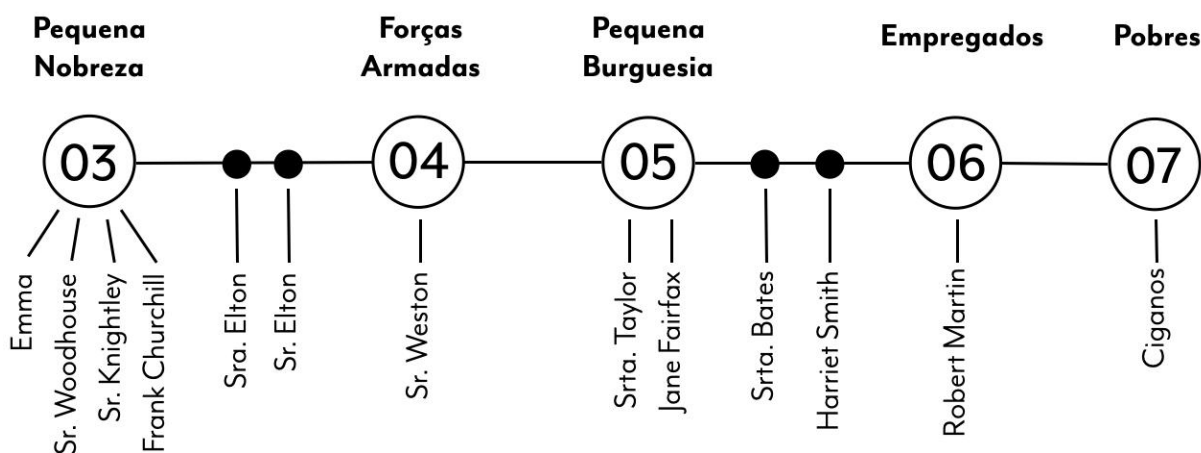 Pequena
Nobreza
Forças
Armadas
Pequena
Burguesia
Empregados
Pobres
03
04
05
06
07
Emma
Sr. Woodhouse
Sr. Knightley
Frank Churchill
Sra. Elton
Sr. Elton
Sr. Weston
Srta. Taylor
Jane Fairfax
Srta. Bates
Harriet Smith
Robert Martin
Ciganos